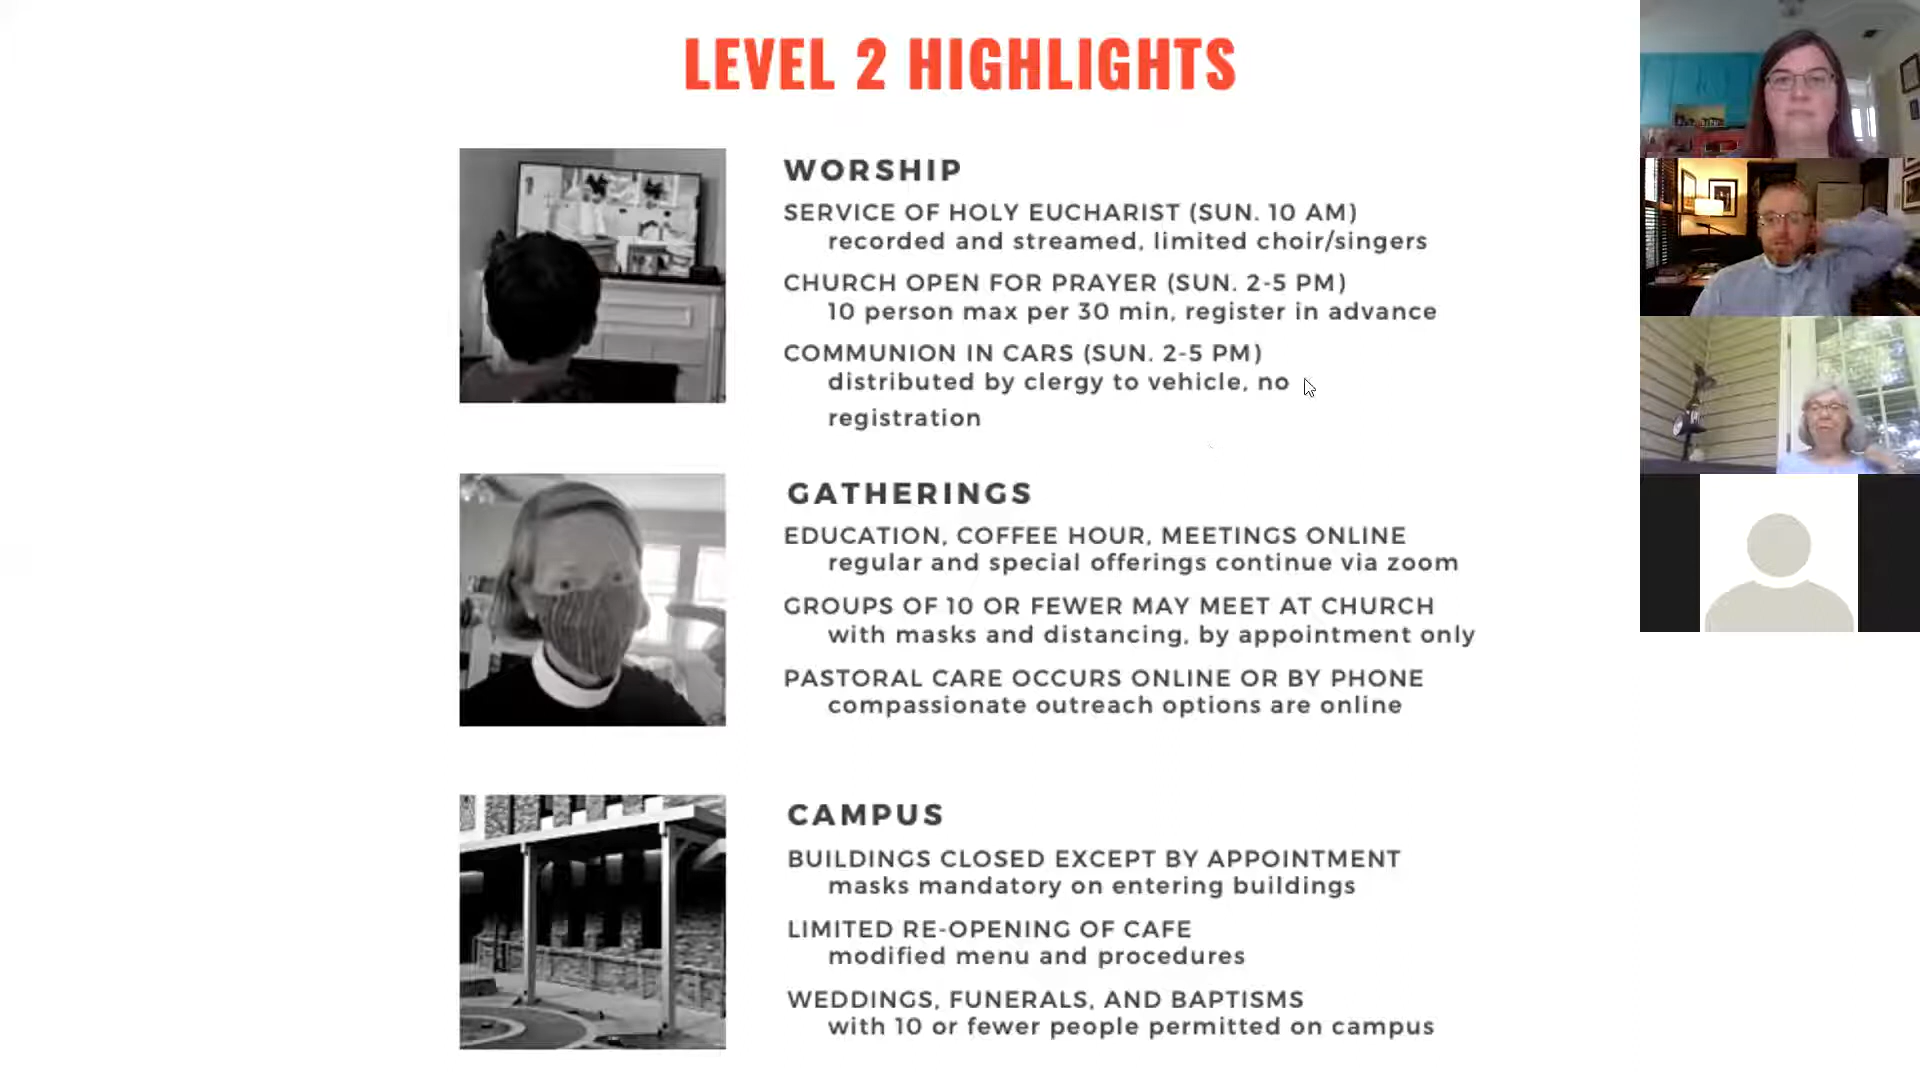 LEVEL 2 HIGHLIGHTS
WORSHIP
SERVICE OF HOLY EUCHARIST (SUN. 10 AM)
recorded and streamed, limited choir/singers
CHURCH OPEN FOR PRAYER (SUN. 2-5 PM)
10 person max per 30 min, register in advance
COMMUNION IN CARS (SUN. 2-5 PM)
distributed by clergy to vehicle, no
registration
GATHERINGS
EDUCATION, COFFEE HOUR, MEETINGS ONLINE
regular and special offerings continue via zoom
GROUPS OF 10 OR FEWER MAY MEET AT CHURCH
with masks and distancing, by appointment only
PASTORAL CARE OCCURS ONLINE OR BY PHONE
compassionate outreach options are online
CAMPUS
BUILDINGS CLOSED EXCEPT BY APPOINTMENT
masks mandatory on entering buildings
LIMITED RE-OPENING OF CAFE
modified menu and procedures
WEDDINGS, FUNERALS, AND BAPTISMS
with 10 or fewer people permitted on campus